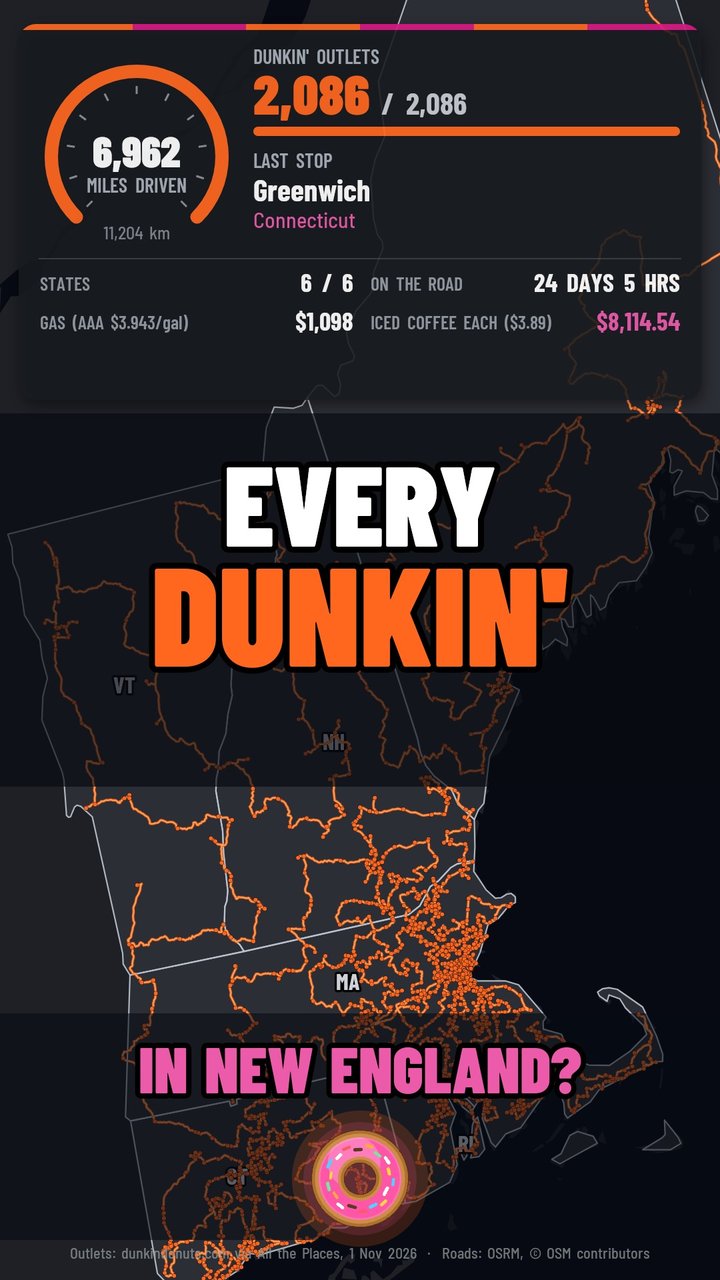 DUNKIN' OUTLETS
2,086 / 2,086
6,962
MILES DRIVEN
11,204 km
LAST STOP
Greenwich
Connecticut
STATES 6 / 6 ON THE ROAD 24 DAYS 5 HRS
GAS (AAA $3.943/gal) $1,098 ICED COFFEE EACH ($3.89) $8,114.54
EVERY
DUNKIN'
VT
NH
MA
IN NEW ENGLAND?
RI
CT
Outlets: dunkindonuts.com via All the Places, 1 Nov 2026 · Roads: OSRM, © OSM contributors